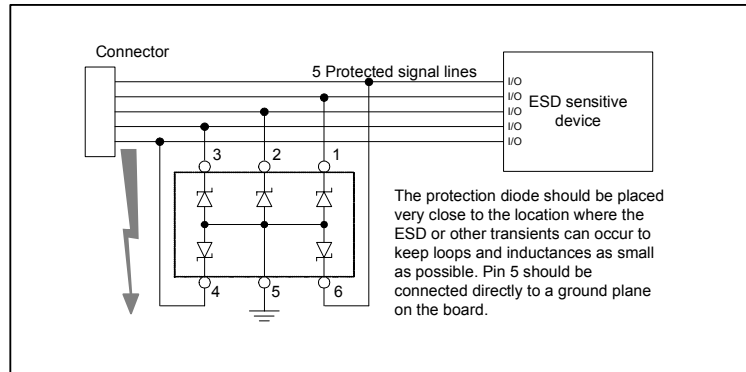 Connector
5 Protected signal lines
I/O
I/O
I/O
I/O
I/O
ESD sensitive
device
3
2
1
4
5
6
The protection diode should be placed
very close to the location where the
ESD or other transients can occur to
keep loops and inductances as small
as possible. Pin 5 should be
connected directly to a ground plane
on the board.